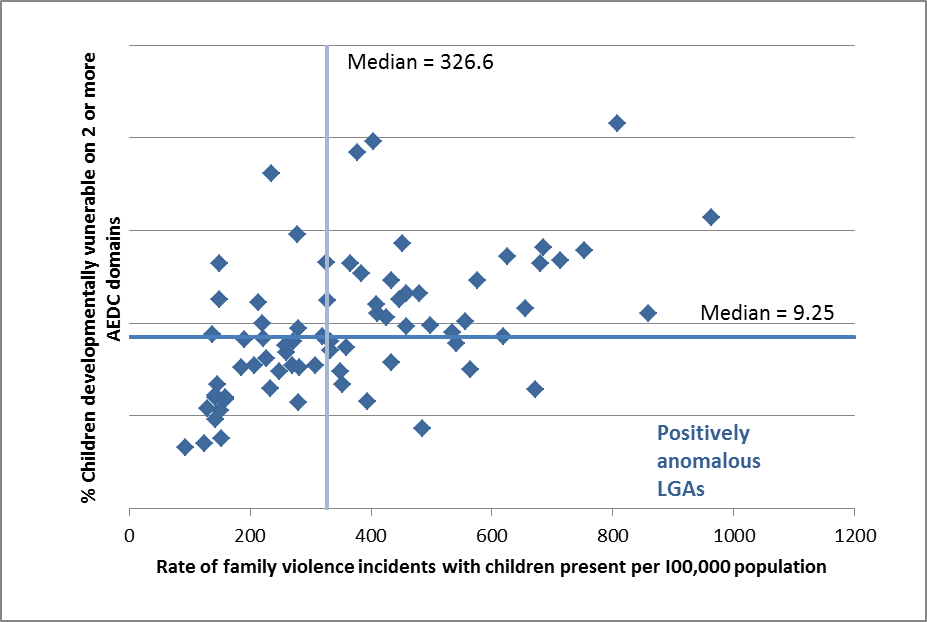 % Children developmentally vunerable on 2 or more
AEDC domains
Median = 326.6
Median = 9.25
Positively
anomalous
LGAs
0 200 400 600 800 1000 1200
Rate of family violence incidents with children present per I00,000 population